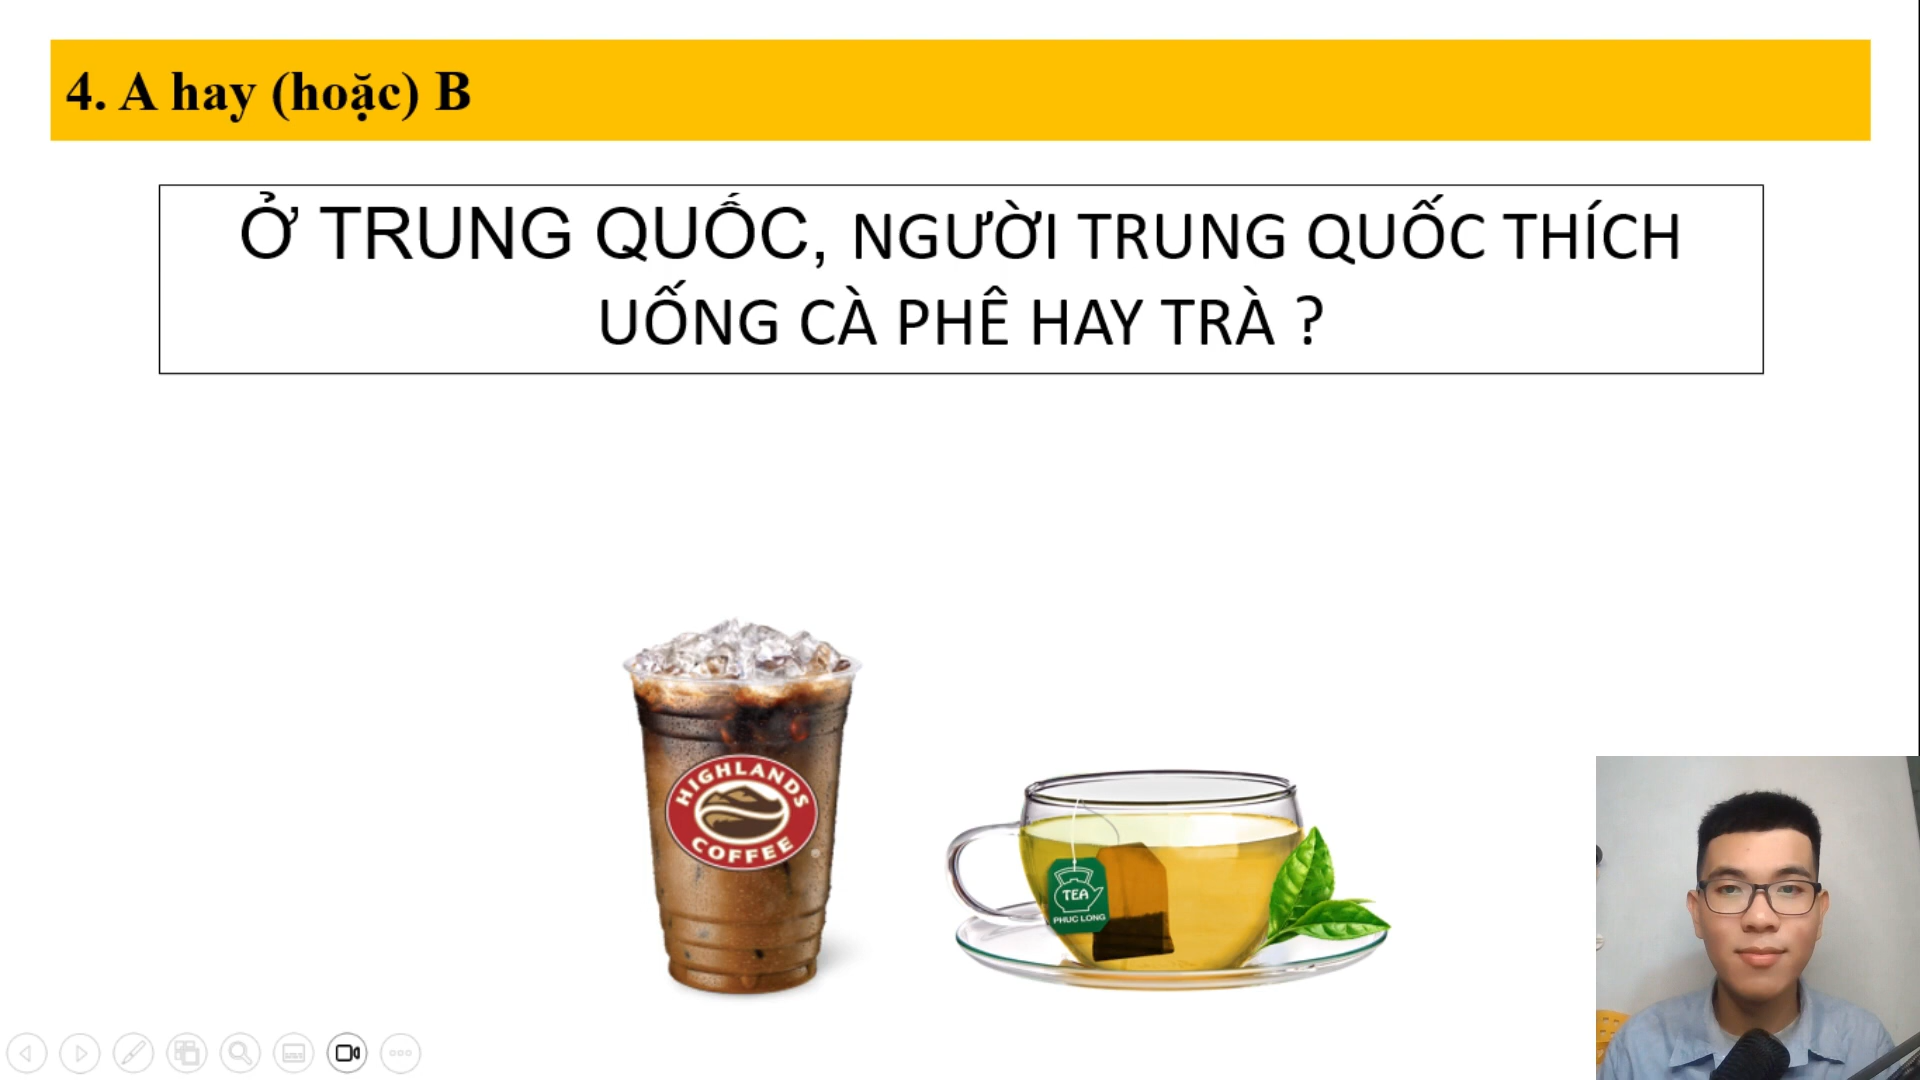 4. A hay (hoặc) B
Ở TRUNG QUỐC, NGƯỜI TRUNG QUỐC THÍCH
UỐNG CÀ PHÊ HAY TRÀ ?
HIGHLANDS
COFFEE
TEA
PHUC LONG